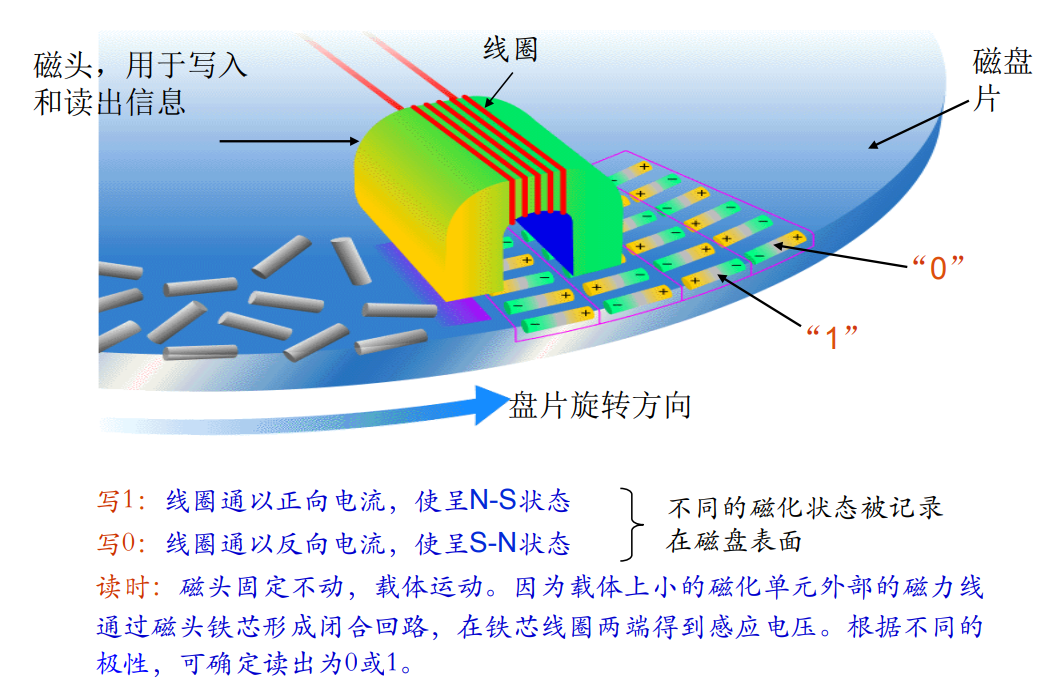 线圈
磁头，用于写入
和读出信息
磁盘
片
“0”
“1”
盘片旋转方向
写1：线圈通以正向电流，使呈N-S状态
写0：线圈通以反向电流，使呈S-N状态
不同的磁化状态被记录
在磁盘表面
读时：磁头固定不动，载体运动。因为载体上小的磁化单元外部的磁力线
通过磁头铁芯形成闭合回路，在铁芯线圈两端得到感应电压。根据不同的
极性，可确定读出为0或1。